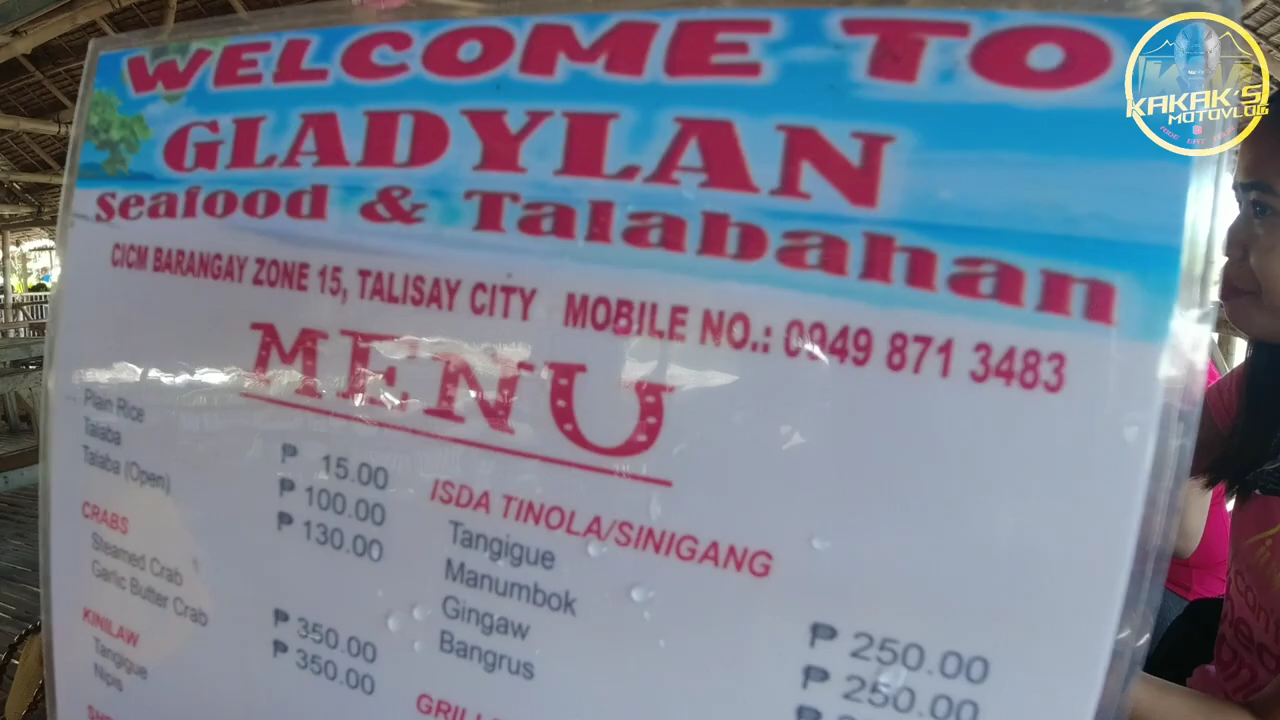 WELCOME TO
GLADYLAN
seafood & Talabahan
CICM BARANGAY ZONE 15, TALISAY CITY MOBILE NO.: 0949 871 3483
MENU
Plain Rice ₱ 15.00
Talaba ₱ 100.00
Talaba (Open) ₱ 130.00
CRABS
Steamed Crab ₱ 350.00
Garlic Butter Crab ₱ 350.00
KINILAW
Tangigue
Nipis
ISDA TINOLA/SINIGANG
Tangigue ₱ 250.00
Manumbok ₱ 250.00
Gingaw
Bangrus
KAKAK'S
MOTOVLOG